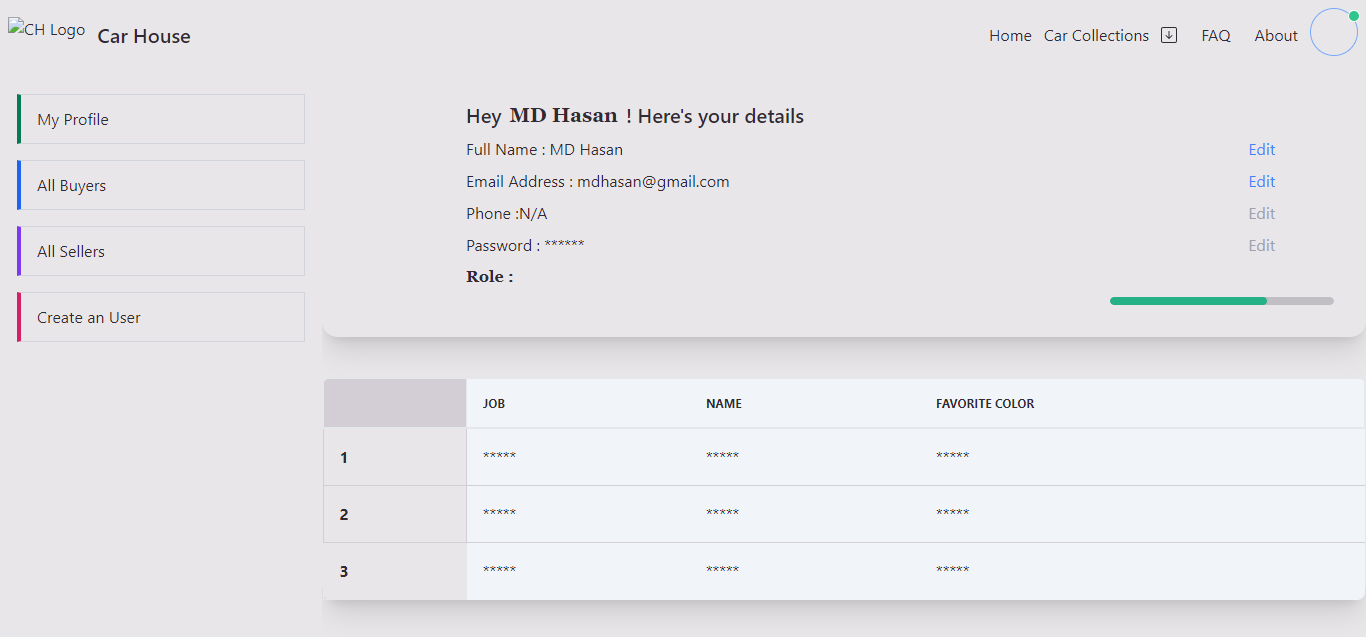 CH Logo Car House Home Car Collections FAQ About
My Profile
All Buyers
All Sellers
Create an User
Hey MD Hasan ! Here's your details
Full Name : MD Hasan Edit
Email Address : mdhasan@gmail.com Edit
Phone :N/A Edit
Password : ****** Edit
Role :
JOB NAME FAVORITE COLOR
1 ***** ***** *****
2 ***** ***** *****
3 ***** ***** *****